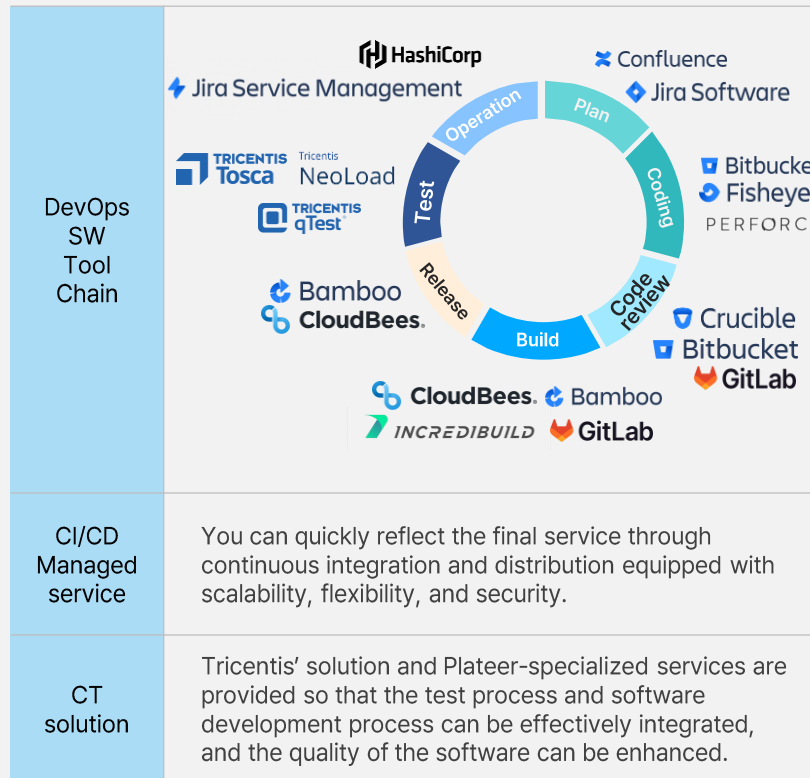 HashiCorp
Confluence
Jira Service Management
Jira Software
Operation
Plan
TRICENTIS
Tosca
Tricentis
NeoLoad
TRICENTIS
qTest
Test
Coding
Bitbucke
Fisheye
PERFORC
DevOps
SW
Tool
Chain
Release
Code
review
Build
Bamboo
CloudBees.
Crucible
Bitbucket
GitLab
CloudBees.
Bamboo
INCREDIBUILD
GitLab
CI/CD
Managed
service
You can quickly reflect the final service through
continuous integration and distribution equipped with
scalability, flexibility, and security.
CT
solution
Tricentis’ solution and Plateer-specialized services are
provided so that the test process and software
development process can be effectively integrated,
and the quality of the software can be enhanced.